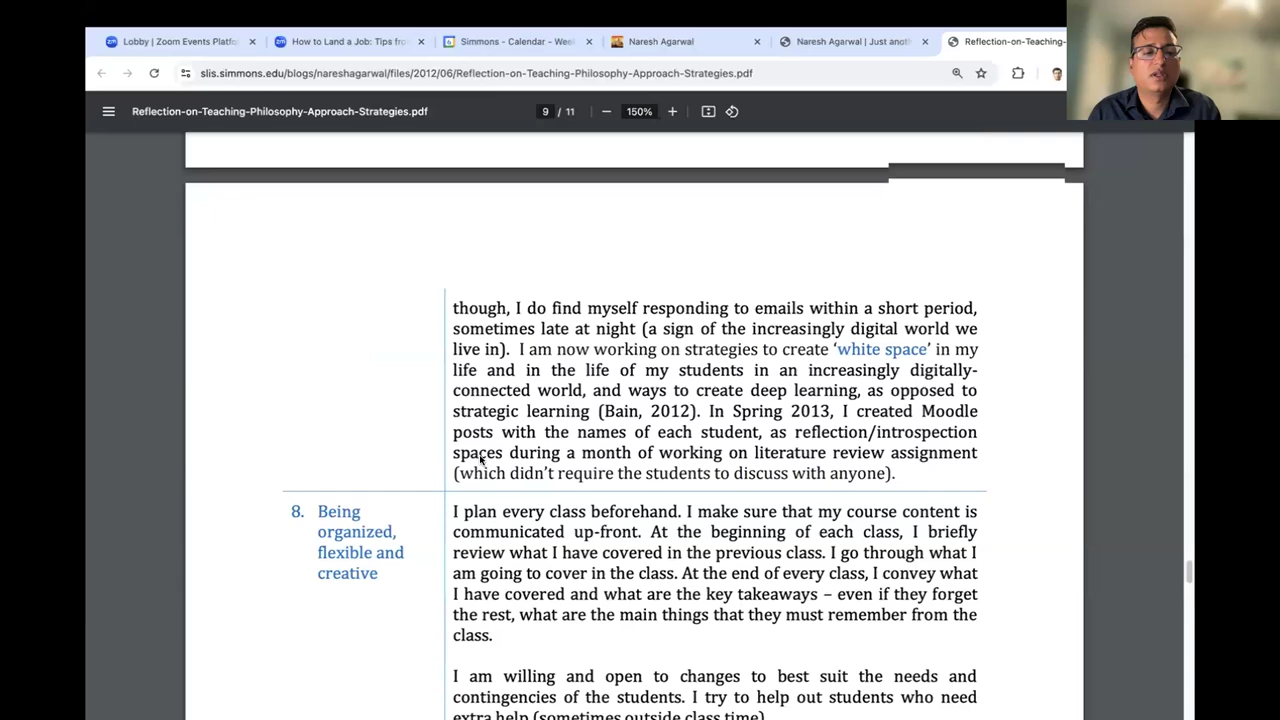 Lobby | Zoom Events Platfo
How to Land a Job: Tips fro
Simmons - Calendar - Wee
Naresh Agarwal
Naresh Agarwal | Just anoth
Reflection-on-Teaching-
slis.simmons.edu/blogs/nareshagarwal/files/2012/06/Reflection-on-Teaching-Philosophy-Approach-Strategies.pdf
Reflection-on-Teaching-Philosophy-Approach-Strategies.pdf
9 / 11
150%
though, I do find myself responding to emails within a short period,
sometimes late at night (a sign of the increasingly digital world we
live in). I am now working on strategies to create ‘white space’ in my
life and in the life of my students in an increasingly digitally-
connected world, and ways to create deep learning, as opposed to
strategic learning (Bain, 2012). In Spring 2013, I created Moodle
posts with the names of each student, as reflection/introspection
spaces during a month of working on literature review assignment
(which didn’t require the students to discuss with anyone).
8. Being
organized,
flexible and
creative
I plan every class beforehand. I make sure that my course content is
communicated up-front. At the beginning of each class, I briefly
review what I have covered in the previous class. I go through what I
am going to cover in the class. At the end of every class, I convey what
I have covered and what are the key takeaways – even if they forget
the rest, what are the main things that they must remember from the
class.
I am willing and open to changes to best suit the needs and
contingencies of the students. I try to help out students who need
extra help (sometimes outside class time).